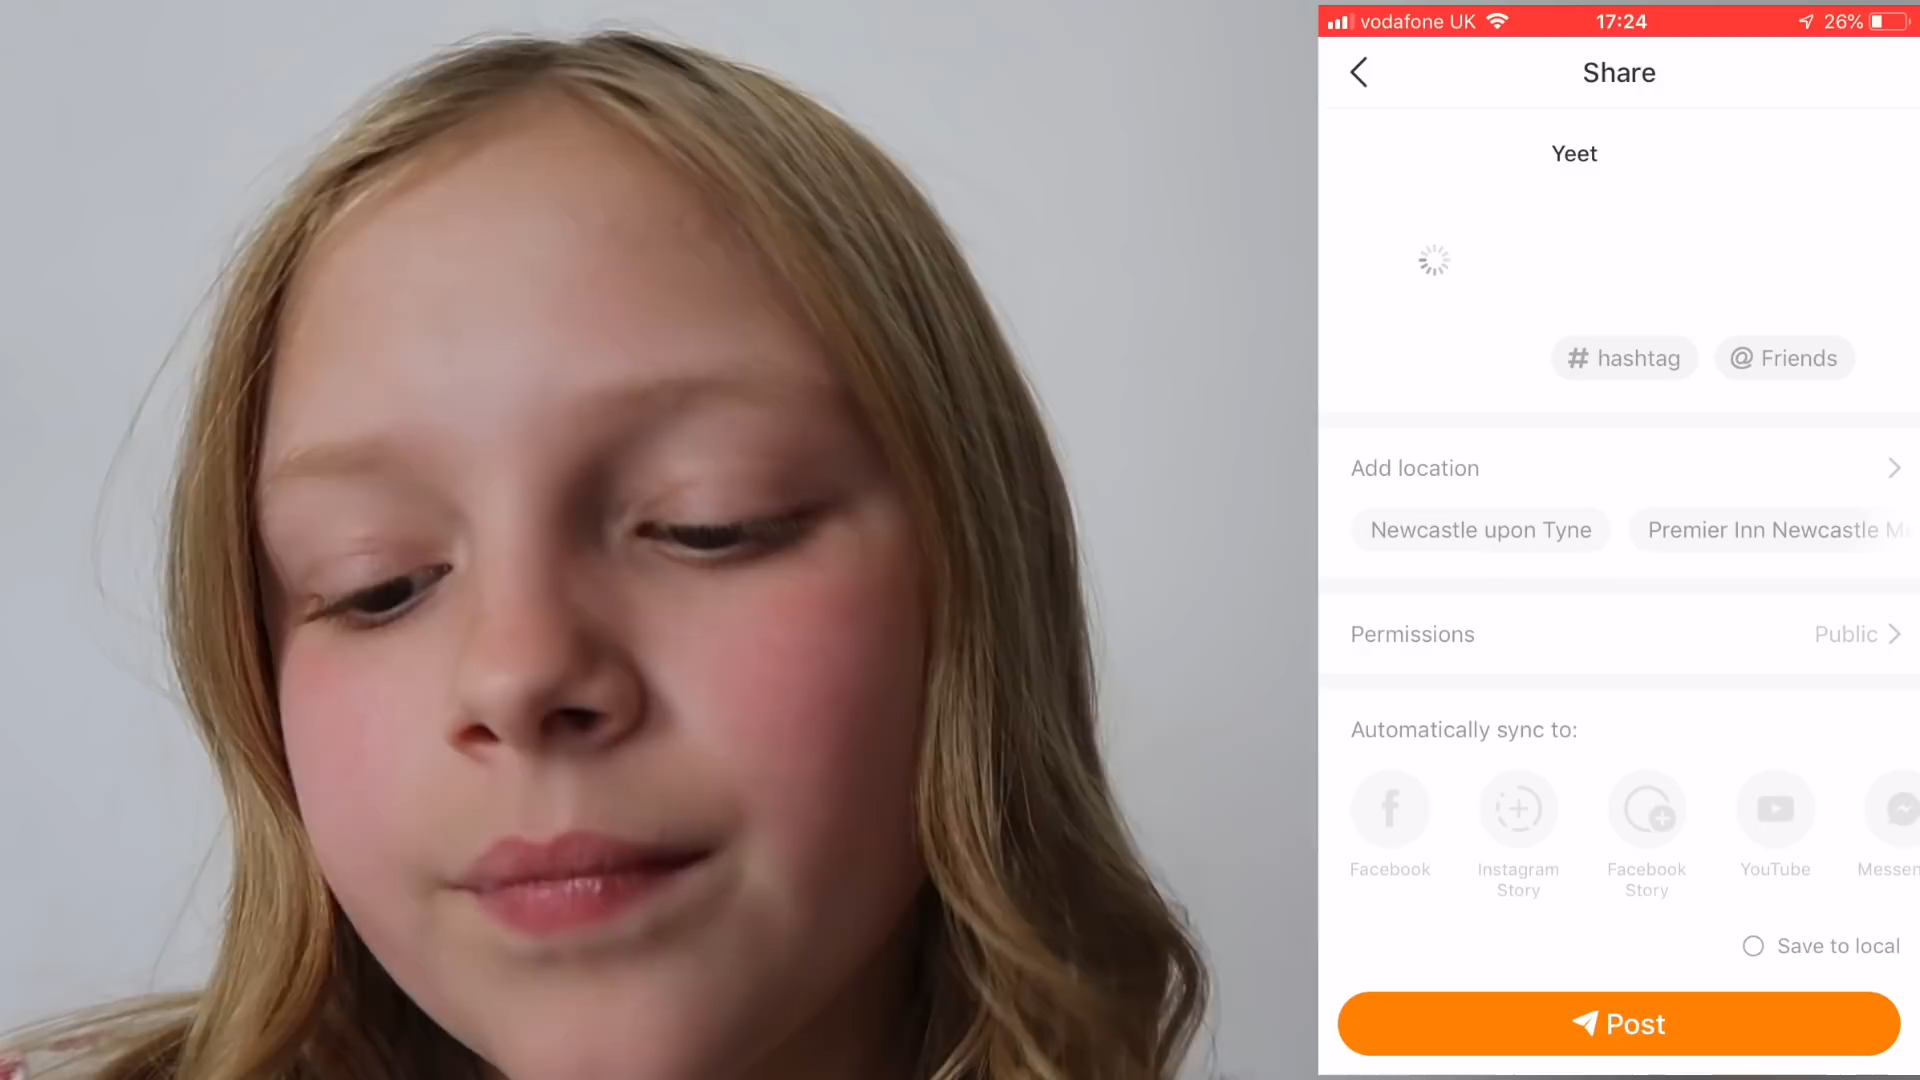 vodafone UK 17:24 26%
Share
Yeet
# hashtag @ Friends
Add location
Newcastle upon Tyne Premier Inn Newcastle M
Permissions Public
Automatically sync to:
Facebook Instagram Story Facebook Story YouTube Messen
Save to local
Post